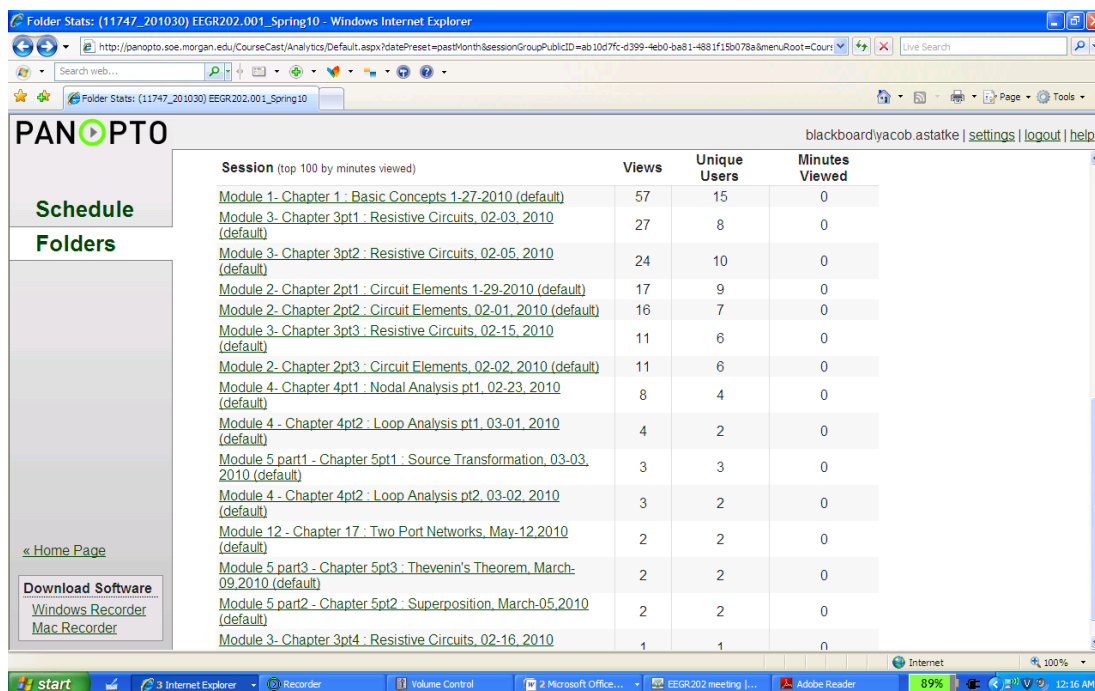 Folder Stats: (11747_201030) EEGR202.001_Spring10 - Windows Internet Explorer
http://panopto.soe.morgan.edu/CourseCast/Analytics/Default.aspx?datePreset=pastMonth&sessionGroupPublicID=ab10d7fc-d399-4eb0-ba81-4881f15b078a&menuRoot=Cours
Live Search
Search web...
Folder Stats: (11747_201030) EEGR202.001_Spring10
Page
Tools
PANOPTO
blackboard\yacob.astatke | settings | logout | help
Schedule
Folders
« Home Page
Download Software
Windows Recorder
Mac Recorder
Session (top 100 by minutes viewed) Views Unique Users Minutes Viewed
Module 1- Chapter 1 : Basic Concepts 1-27-2010 (default) 57 15 0
Module 3- Chapter 3pt1 : Resistive Circuits, 02-03, 2010
(default) 27 8 0
Module 3- Chapter 3pt2 : Resistive Circuits, 02-05, 2010
(default) 24 10 0
Module 2- Chapter 2pt1 : Circuit Elements 1-29-2010 (default) 17 9 0
Module 2- Chapter 2pt2 : Circuit Elements, 02-01, 2010 (default) 16 7 0
Module 3- Chapter 3pt3 : Resistive Circuits, 02-15, 2010
(default) 11 6 0
Module 2- Chapter 2pt3 : Circuit Elements, 02-02, 2010 (default) 11 6 0
Module 4- Chapter 4pt1 : Nodal Analysis pt1, 02-23, 2010
(default) 8 4 0
Module 4 - Chapter 4pt2 : Loop Analysis pt1, 03-01, 2010
(default) 4 2 0
Module 5 part1 - Chapter 5pt1 : Source Transformation, 03-03,
2010 (default) 3 3 0
Module 4 - Chapter 4pt2 : Loop Analysis pt2, 03-02, 2010
(default) 3 2 0
Module 12 - Chapter 17 : Two Port Networks, May-12,2010
(default) 2 2 0
Module 5 part3 - Chapter 5pt3 : Thevenin's Theorem, March-
09,2010 (default) 2 2 0
Module 5 part2 - Chapter 5pt2 : Superposition, March-05,2010
(default) 2 2 0
Module 3- Chapter 3pt4 : Resistive Circuits, 02-16, 2010
1 1 0
Internet
100%
start
3 Internet Explorer
Recorder
Volume Control
2 Microsoft Office...
EEGR202 meeting |...
Adobe Reader
89%
12:16 AM